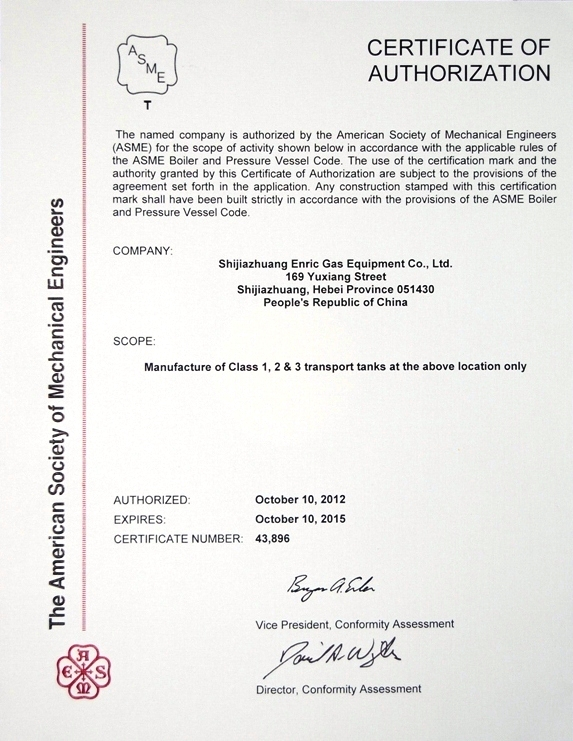 ASME
T
CERTIFICATE OF
AUTHORIZATION
The named company is authorized by the American Society of Mechanical Engineers
(ASME) for the scope of activity shown below in accordance with the applicable rules of
the ASME Boiler and Pressure Vessel Code. The use of the certification mark and the
authority granted by this Certificate of Authorization are subject to the provisions of the
agreement set forth in the application. Any construction stamped with this certification
mark shall have been built strictly in accordance with the provisions of the ASME Boiler
and Pressure Vessel Code.
COMPANY:
Shijiazhuang Enric Gas Equipment Co., Ltd.
169 Yuxiang Street
Shijiazhuang, Hebei Province 051430
People's Republic of China
SCOPE:
Manufacture of Class 1, 2 & 3 transport tanks at the above location only
AUTHORIZED: October 10, 2012
EXPIRES: October 10, 2015
CERTIFICATE NUMBER: 43,896
Vice President, Conformity Assessment
Director, Conformity Assessment
The American Society of Mechanical Engineers
ASME